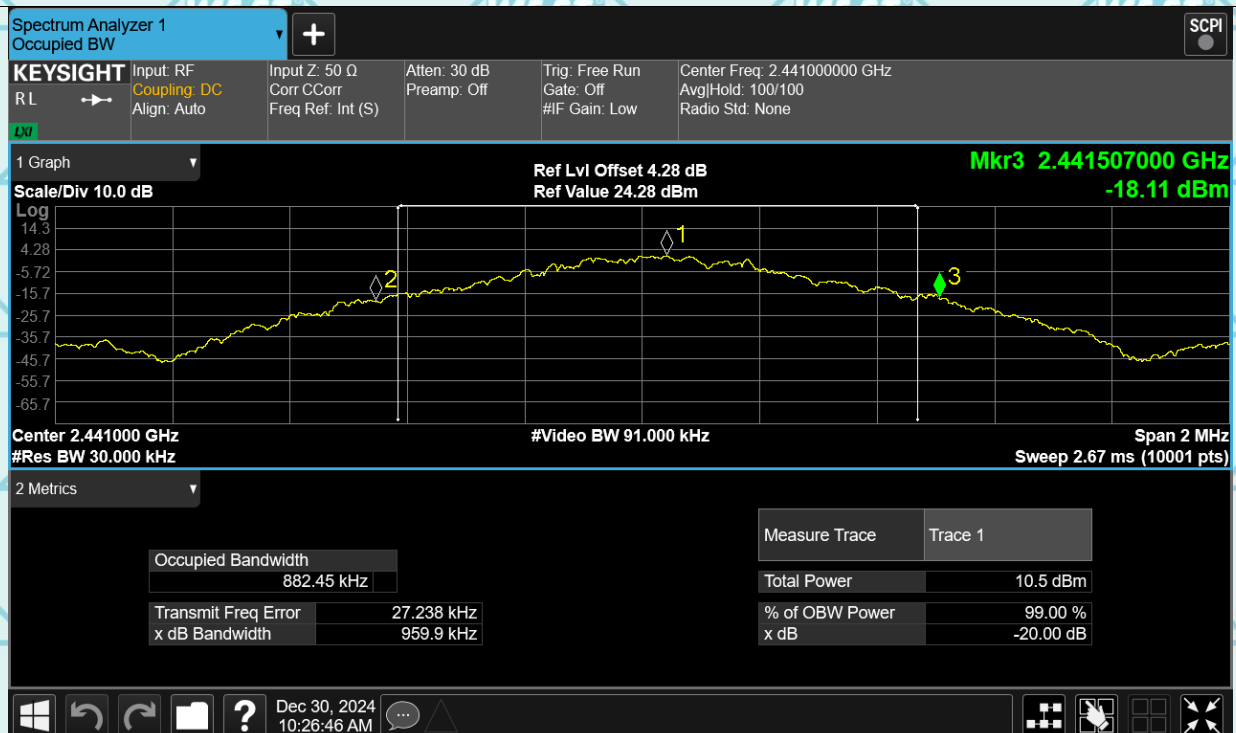 Spectrum Analyzer 1
Occupied BW
+
SCPI
KEYSIGHT
R L
LXI
Input: RF
Coupling: DC
Align: Auto
Input Z: 50 Ω
Corr CCorr
Freq Ref: Int (S)
Atten: 30 dB
Preamp: Off
Trig: Free Run
Gate: Off
#IF Gain: Low
Center Freq: 2.441000000 GHz
Avg|Hold: 100/100
Radio Std: None
1 Graph
Scale/Div 10.0 dB
Ref Lvl Offset 4.28 dB
Ref Value 24.28 dBm
Mkr3 2.441507000 GHz
-18.11 dBm
Log
14.3
4.28
-5.72
-15.7
-25.7
-35.7
-45.7
-55.7
-65.7
1
2
3
Center 2.441000 GHz
#Video BW 91.000 kHz
Span 2 MHz
#Res BW 30.000 kHz
Sweep 2.67 ms (10001 pts)
2 Metrics
Occupied Bandwidth
882.45 kHz
Transmit Freq Error 27.238 kHz
x dB Bandwidth 959.9 kHz
Measure Trace Trace 1
Total Power 10.5 dBm
% of OBW Power 99.00 %
x dB -20.00 dB
?
Dec 30, 2024
10:26:46 AM